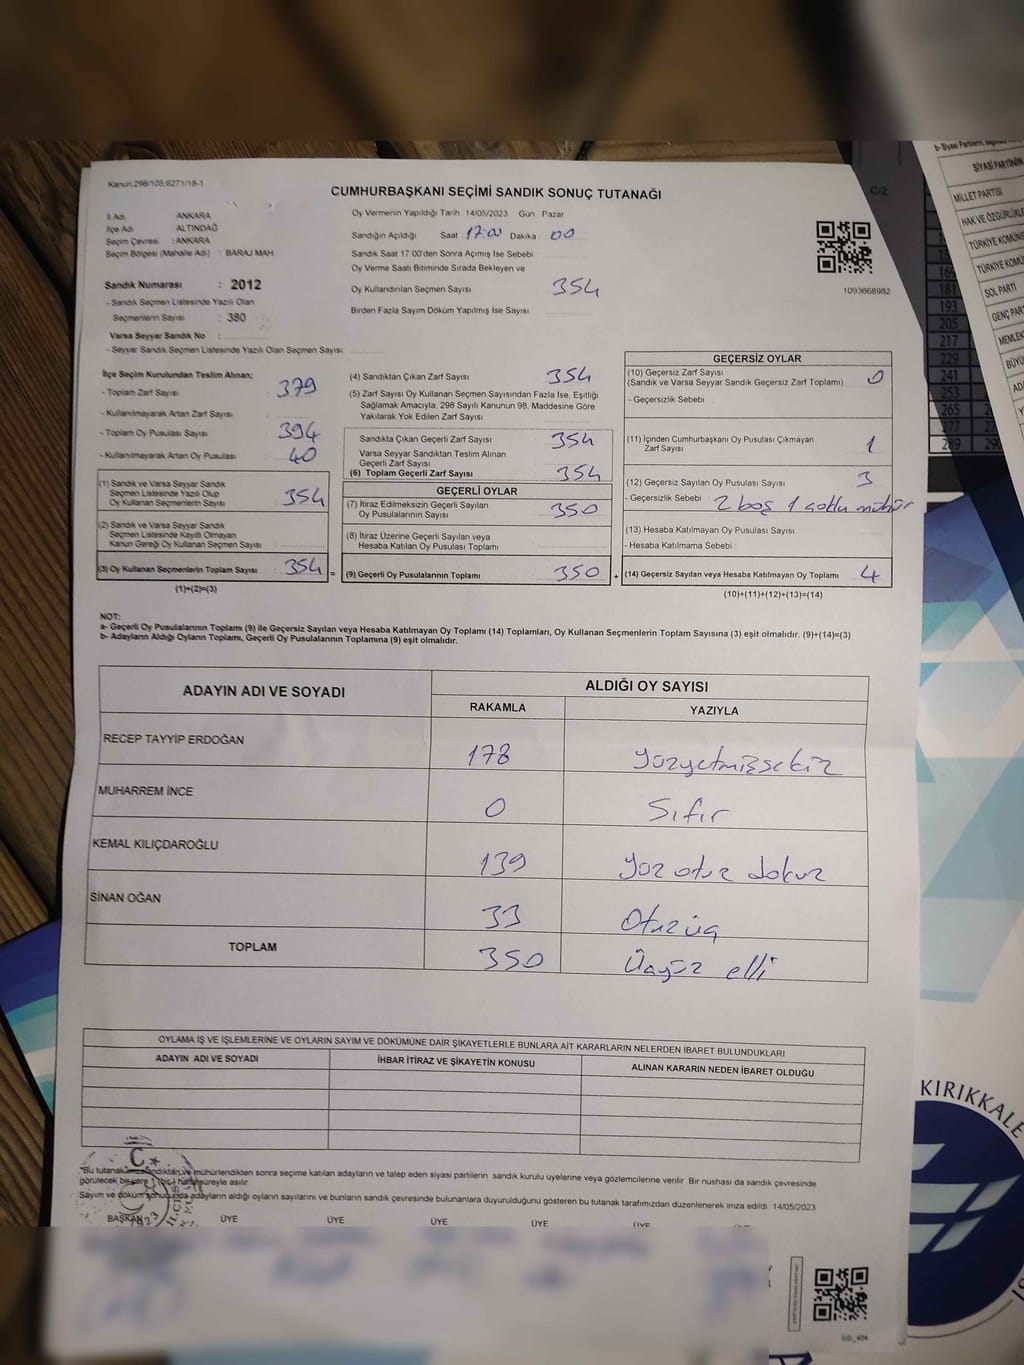 Kanun,298/105,6271/18-1
CUMHURBAŞKANI SEÇİMİ SANDIK SONUÇ TUTANAĞI
C/2
İl Adı ANKARA
İlçe Adı : ALTINDAĞ
Seçim Çevresi : ANKARA
Seçim Bölgesi (Mahalle Adı) : BARAJ MAH.
Sandık Numarası : 2012
- Sandık Seçmen Listesinde Yazılı Olan
Seçmenlerin Sayısı : 380
Varsa Seyyar Sandık No :
- Seyyar Sandık Seçmen Listesinde Yazılı Olan Seçmen Sayısı:
Oy Vermenin Yapıldığı Tarih 14/05/2023 Gün Pazar
Sandığın Açıldığı Saat 17:00 Dakika : 00
Sandık Saat 17.00'den Sonra Açılmış İse Sebebi
Oy Verme Saati Bitiminde Sırada Bekleyen ve
Oy Kullandırılan Seçmen Sayısı 354
Birden Fazla Sayım Döküm Yapılmış İse Sayısı
1093668982
İlçe Seçim Kurulundan Teslim Alınan;
- Toplam Zarf Sayısı : 379
- Kullanılmayarak Artan Zarf Sayısı :
- Toplam Oy Pusulası Sayısı : 394
- Kullanılmayarak Artan Oy Pusulası : 40
(1) Sandık ve Varsa Seyyar Sandık
Seçmen Listesinde Yazılı Olup
Oy Kullanan Seçmenlerin Sayısı : 354
(2) Sandık ve Varsa Seyyar Sandık
Seçmen Listesinde Kayıtlı Olmayan
Kanun Gereği Oy Kullanan Seçmen Sayısı :
(3) Oy Kullanan Seçmenlerin Toplam Sayısı : 354 =
(1)+(2)=(3)
(4) Sandıktan Çıkan Zarf Sayısı 354
(5) Zarf Sayısı Oy Kullanan Seçmen Sayısından Fazla İse, Eşitliği
Sağlamak Amacıyla, 298 Sayılı Kanunun 98. Maddesine Göre
Yakılarak Yok Edilen Zarf Sayısı
Sandıkta Çıkan Geçerli Zarf Sayısı 354
Varsa Seyyar Sandıktan Teslim Alınan
Geçerli Zarf Sayısı
(6) Toplam Geçerli Zarf Sayısı 354
GEÇERLİ OYLAR
(7) İtiraz Edilmeksizin Geçerli Sayılan
Oy Pusulalarının Sayısı 350
(8) İtiraz Üzerine Geçerli Sayılan veya
Hesaba Katılan Oy Pusulaları Toplamı
(9) Geçerli Oy Pusulalarının Toplamı 350 +
GEÇERSİZ OYLAR
(10) Geçersiz Zarf Sayısı
(Sandık ve Varsa Seyyar Sandık Geçersiz Zarf Toplamı) 0
- Geçersizlik Sebebi
(11) İçinden Cumhurbaşkanı Oy Pusulası Çıkmayan
Zarf Sayısı 1
(12) Geçersiz Sayılan Oy Pusulası Sayısı 3
- Geçersizlik Sebebi : 2 boş 1 çoklu mühür
(13) Hesaba Katılmayan Oy Pusulası Sayısı
- Hesaba Katılmama Sebebi :
(14) Geçersiz Sayılan veya Hesaba Katılmayan Oy Toplamı 4
(10)+(11)+(12)+(13)=(14)
NOT:
a- Geçerli Oy Pusulalarının Toplamı (9) ile Geçersiz Sayılan veya Hesaba Katılmayan Oy Toplamı (14) Toplamları, Oy Kullanan Seçmenlerin Toplam Sayısına (3) eşit olmalıdır. (9)+(14)=(3)
b- Adayların Aldığı Oyların Toplamı, Geçerli Oy Pusulalarının Toplamına (9) eşit olmalıdır.
ADAYIN ADI VE SOYADI
ALDIĞI OY SAYISI
RAKAMLA YAZIYLA
RECEP TAYYİP ERDOĞAN 178 yüzyetmişsekiz
MUHARREM İNCE 0 Sıfır
KEMAL KILIÇDAROĞLU 139 yüz otuz dokuz
SİNAN OĞAN 33 Otuzüç
TOPLAM 350 Üçyüz elli
OYLAMA İŞ VE İŞLEMLERİNE VE OYLARIN SAYIM VE DÖKÜMÜNE DAİR ŞİKAYETLERLE BUNLARA AİT KARARLARIN NELERDEN İBARET BULUNDUKLARI
ADAYIN ADI VE SOYADI İHBAR İTİRAZ VE ŞİKAYETİN KONUSU ALINAN KARARIN NEDEN İBARET OLDUĞU
"Bu tutanak imzalandıktan ve mühürlendikten sonra seçime katılan adayların ve talep eden siyasi partilerin sandık kurulu üyelerine veya gözlemcilerine verilir. Bir nüshası da sandık çevresinde
görülecek bir yere 1 (bir) hafta süreyle asılır.
Sayım ve döküm sonucunda adayların aldığı oyların sayılarını ve bunların sandık çevresinde bulunanlara duyurulduğunu gösteren bu tutanak tarafımızdan düzenlenerek imza edildi. 14/05/2023
BAŞKAN ÜYE ÜYE ÜYE ÜYE ÜYE
SİYASİ PARTİNİN
MİLLET PARTİSİ
HAK VE ÖZGÜRLÜKLE
TÜRKİYE KOMÜNİ
TÜRKİYE KOMÜ
SOL PARTİ
GENÇ PAR
MEMLEK
BÜYÜ
169
181
193
205
217
229
241
253
265
277
289
KIRIKKALE